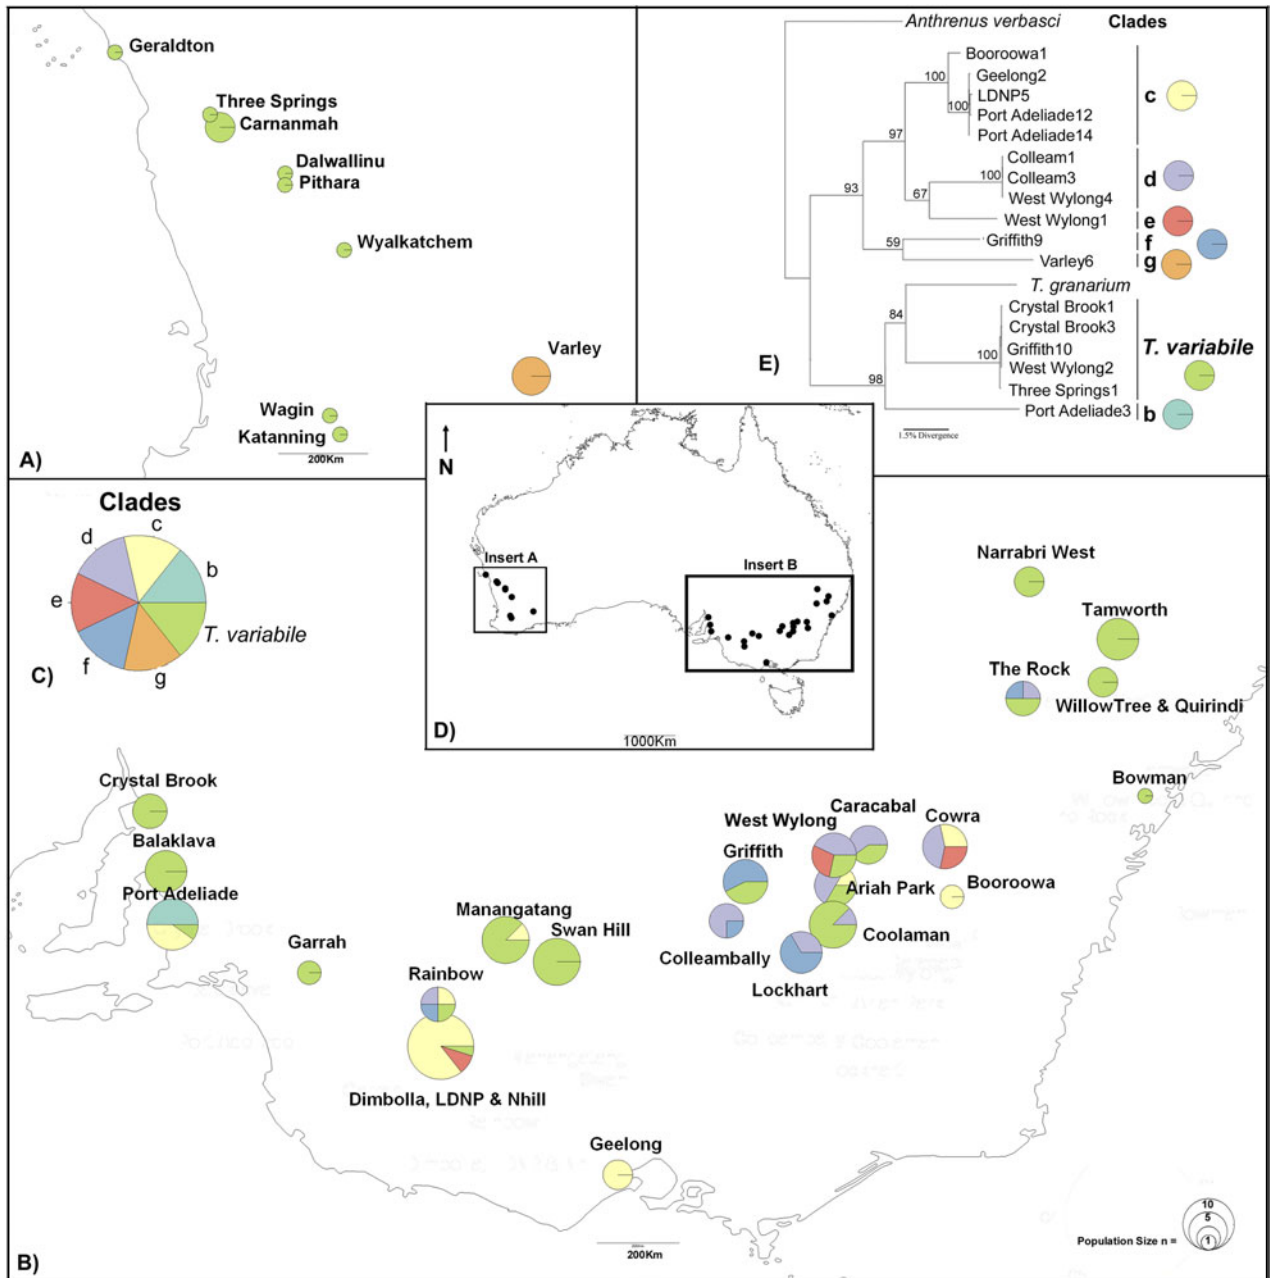 Geraldton
Three Springs
Carnanmah
Dalwallinu
Pithara
Wyalkatchem
Varley
Wagin
Katanning
200Km
A)
Anthrenus verbasci
Clades
Booroowa1
Geelong2
LDNP5
Port Adeliade12
Port Adeliade14
c
Colleam1
Colleam3
West Wylong4
d
West Wylong1
e
Griffith9
f
Varley6
g
T. granarium
Crystal Brook1
Crystal Brook3
Griffith10
West Wylong2
Three Springs1
T. variabile
Port Adeliade3
b
100
100
97
100
67
93
59
84
100
98
1.5% Divergence
E)
Clades
c
d
b
e
T. variabile
f
g
C)
N
Insert A
Insert B
1000Km
D)
Narrabri West
Tamworth
The Rock
WillowTree & Quirindi
Bowman
Crystal Brook
Balaklava
Port Adeliade
Garrah
Manangatang
Swan Hill
Rainbow
Dimbolla, LDNP & Nhill
Geelong
West Wylong
Caracabal
Cowra
Griffith
Ariah Park
Booroowa
Colleambally
Coolaman
Lockhart
200Km
Population Size n =
10
5
1
B)